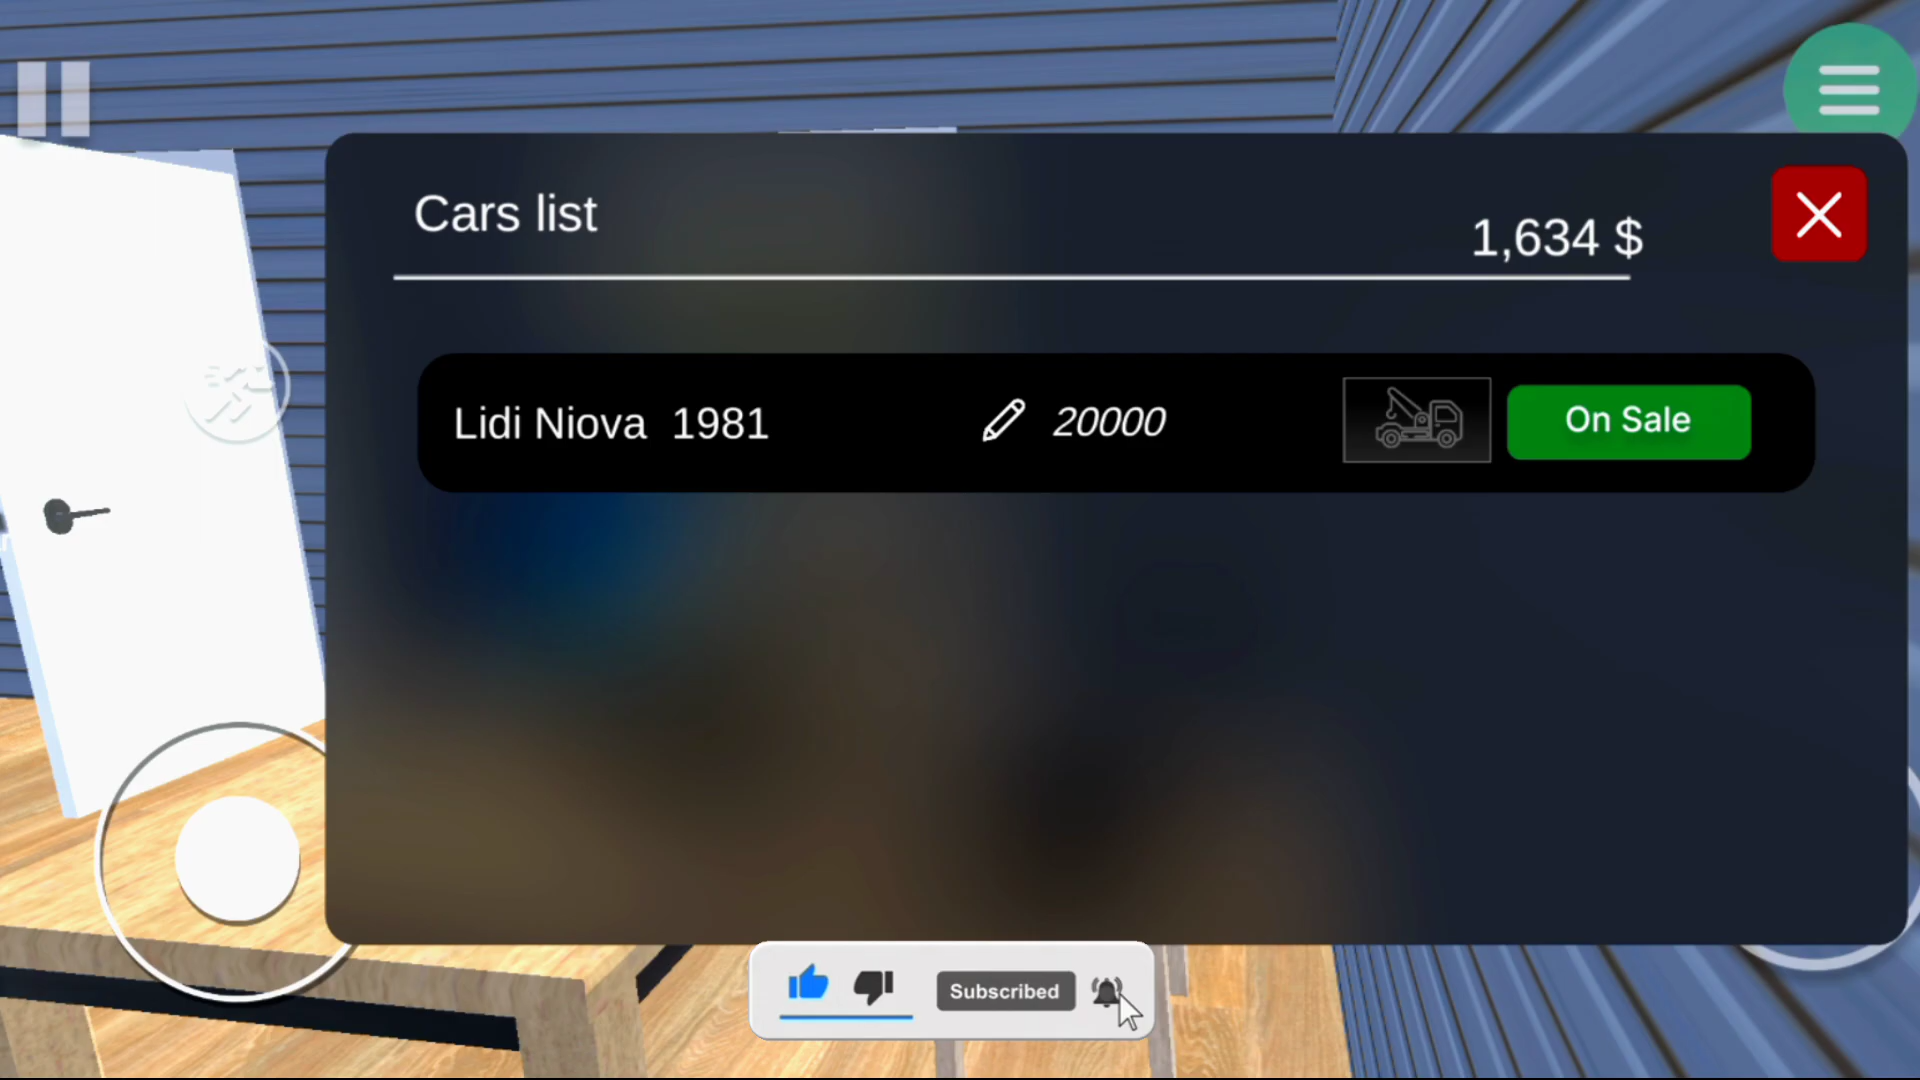 Cars list
1,634 $
Lidi Niova 1981
20000
On Sale
Subscribed